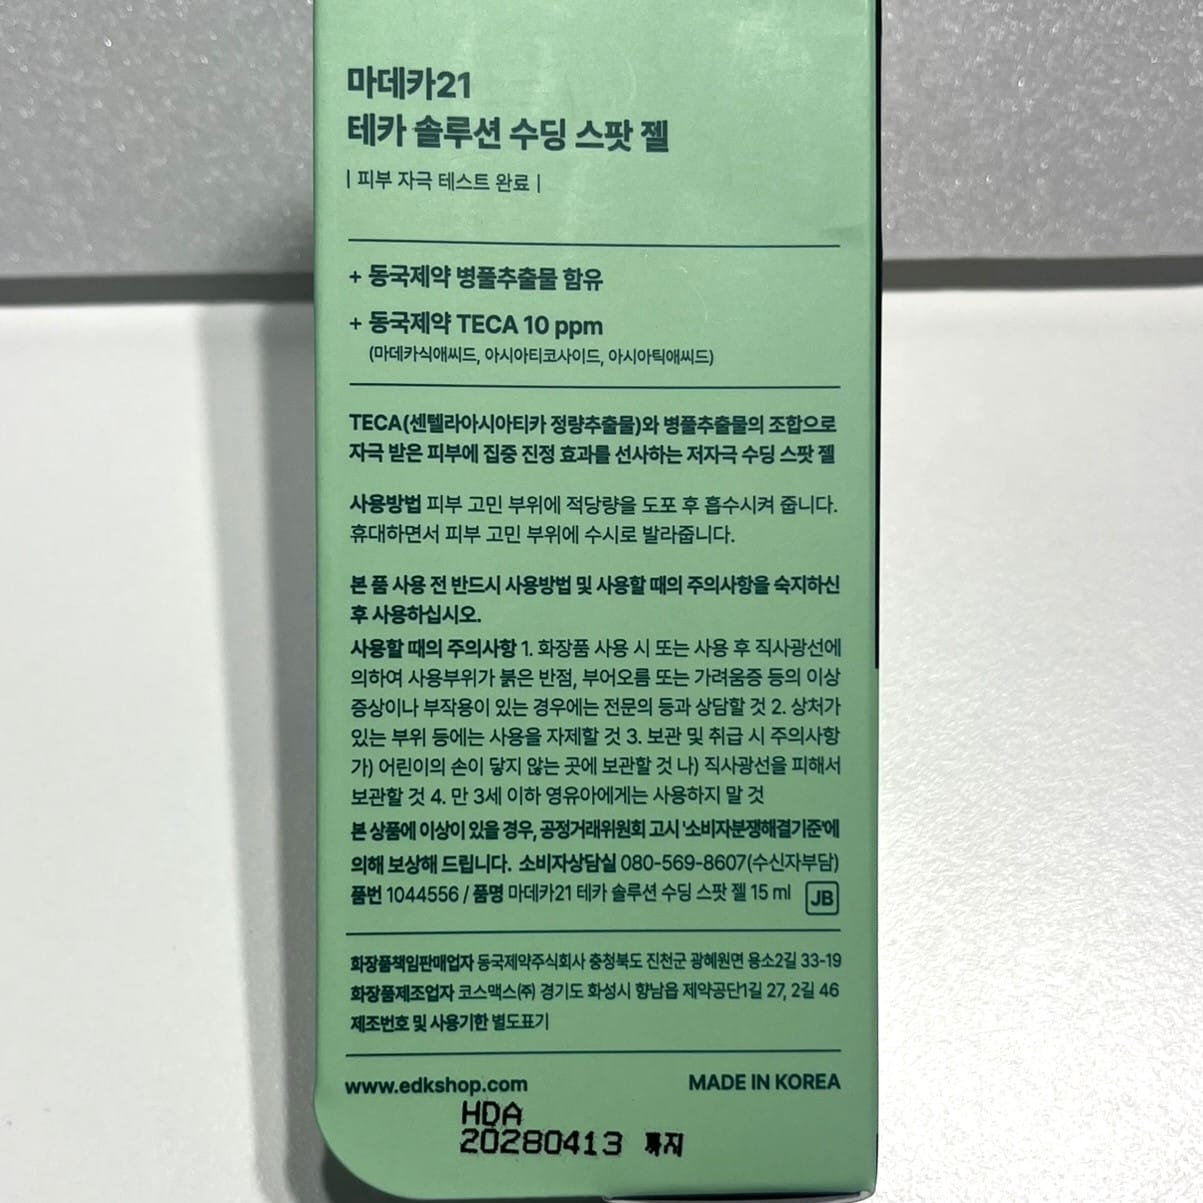 마데카21
테카 솔루션 수딩 스팟 젤
| 피부 자극 테스트 완료 |
+ 동국제약 병풀추출물 함유
+ 동국제약 TECA 10 ppm
(마데카식애씨드, 아시아티코사이드, 아시아틱애씨드)
TECA(센텔라아시아티카 정량추출물)와 병풀추출물의 조합으로
자극 받은 피부에 집중 진정 효과를 선사하는 저자극 수딩 스팟 젤
사용방법 피부 고민 부위에 적당량을 도포 후 흡수시켜 줍니다.
휴대하면서 피부 고민 부위에 수시로 발라줍니다.
본 품 사용 전 반드시 사용방법 및 사용할 때의 주의사항을 숙지하신
후 사용하십시오.
사용할 때의 주의사항 1. 화장품 사용 시 또는 사용 후 직사광선에
의하여 사용부위가 붉은 반점, 부어오름 또는 가려움증 등의 이상
증상이나 부작용이 있는 경우에는 전문의 등과 상담할 것 2. 상처가
있는 부위 등에는 사용을 자제할 것 3. 보관 및 취급 시 주의사항
가) 어린이의 손이 닿지 않는 곳에 보관할 것 나) 직사광선을 피해서
보관할 것 4. 만 3세 이하 영유아에게는 사용하지 말 것
본 상품에 이상이 있을 경우, 공정거래위원회 고시 '소비자분쟁해결기준'에
의해 보상해 드립니다. 소비자상담실 080-569-8607(수신자부담)
품번 1044556 / 품명 마데카21 테카 솔루션 수딩 스팟 젤 15 ml JB
화장품책임판매업자 동국제약주식회사 충청북도 진천군 광혜원면 용소2길 33-19
화장품제조업자 코스맥스(주) 경기도 화성시 향남읍 제약공단1길 27, 2길 46
제조번호 및 사용기한 별도표기
www.edkshop.com MADE IN KOREA
HDA
20280413 까지